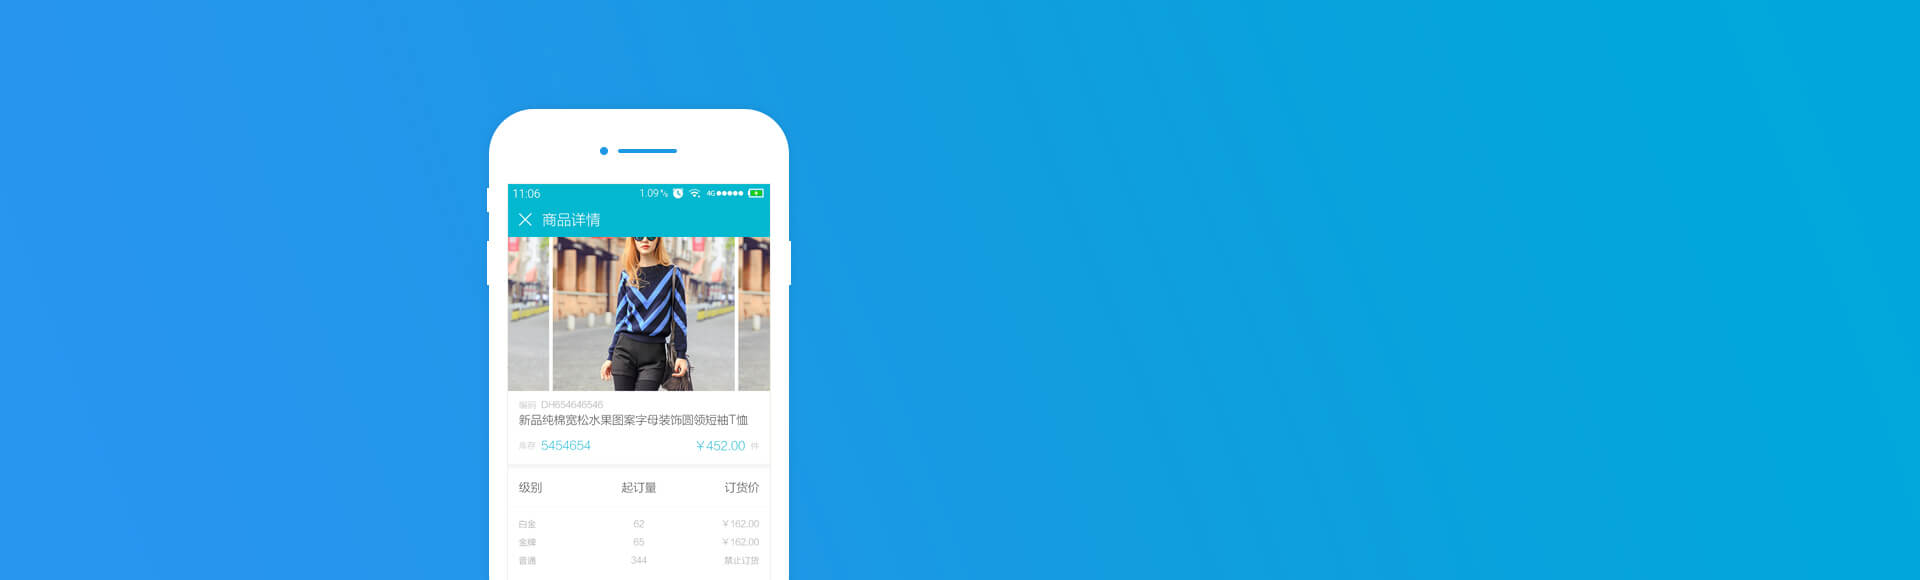 11:06 1.09% 4G
商品详情
编码 DH654646546
新品纯棉宽松水果图案字母装饰圆领短袖T恤
库存 5454654 ￥452.00 件
级别 起订量 订货价
白金 62 ￥162.00
金牌 65 ￥162.00
普通 344 禁止订货